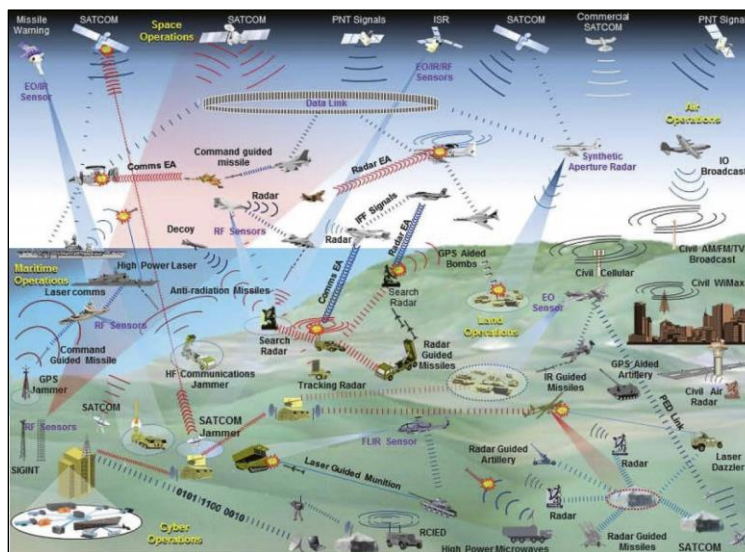 Missile
Warning
SATCOM
Space
Operations
SATCOM
PNT Signals
ISR
SATCOM
Commercial
SATCOM
PNT Signal
EO/IR
Sensor
EO/IR/RF
Sensors
Data Link
Air
Operations
Comms EA
Command guided
missile
Radar EA
Synthetic
Aperture Radar
IO
Broadcast
Radar
RF Sensors
IFF Signals
Decoy
Radar
Radar EA
Civil AM/FM/TV
Broadcast
Maritime
Operations
High Power Laser
GPS Aided
Bombs
Civil
Cellular
Laser comms
Anti-radiation Missiles
Comms EA
Search
Radar
Civil WiMax
EO
Sensor
RF Sensors
Land
Operations
Command
Guided Missile
Search
Radar
Radar
Guided
Missiles
GPS
Jammer
HF Communications
Jammer
Tracking Radar
IR Guided
Missiles
GPS Aided
Artillery
Civil Air
Radar
SATCOM
SATCOM
Jammer
PED Link
RF Sensors
FLIR Sensor
SIGINT
Radar Guided
Artillery
Radar
Laser
Dazzler
Laser Guided Munition
0101 1100 0010
Radar
Cyber
Operations
RCIED
High Power Microwaves
Radar Guided
Missiles
SATCOM